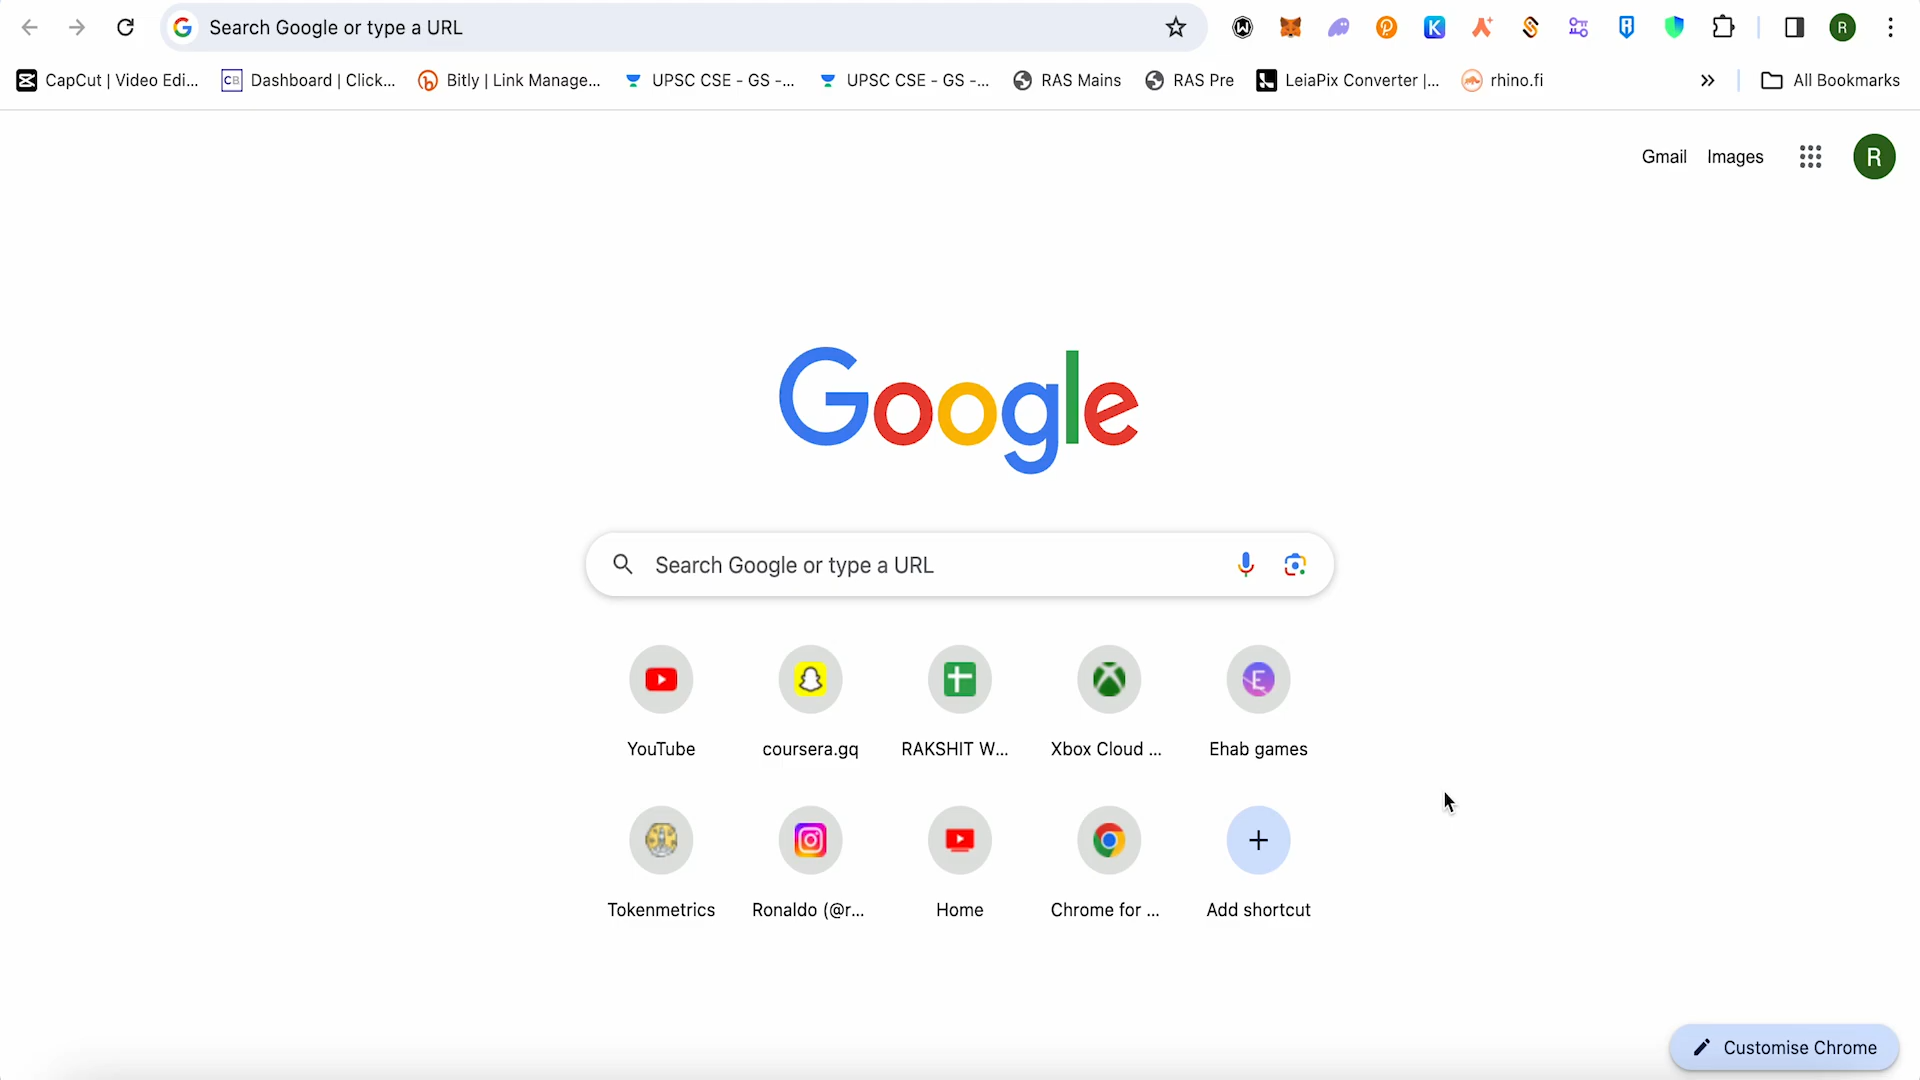 Search Google or type a URL
R
CapCut | Video Edi...
CB Dashboard | Click...
Bitly | Link Manage...
UPSC CSE - GS -...
UPSC CSE - GS -...
RAS Mains
RAS Pre
LeiaPix Converter |...
rhino.fi
All Bookmarks
Gmail
Images
R
Google
Search Google or type a URL
YouTube
coursera.gq
RAKSHIT W...
Xbox Cloud ...
Ehab games
Tokenmetrics
Ronaldo (@r...
Home
Chrome for ...
Add shortcut
Customise Chrome